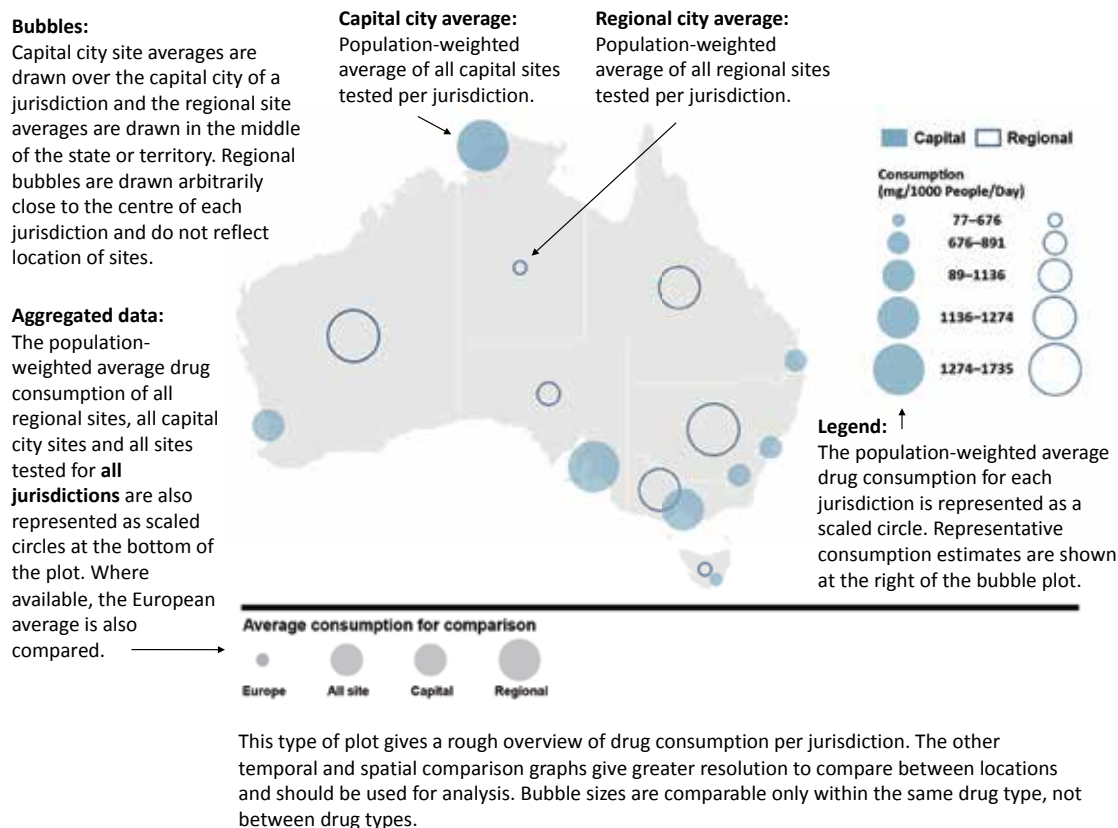 Bubbles:
Capital city site averages are
drawn over the capital city of a
jurisdiction and the regional site
averages are drawn in the middle
of the state or territory. Regional
bubbles are drawn arbitrarily
close to the centre of each
jurisdiction and do not reflect
location of sites.
Aggregated data:
The population-
weighted average drug
consumption of all
regional sites, all capital
city sites and all sites
tested for all
jurisdictions are also
represented as scaled
circles at the bottom of
the plot. Where
available, the European
average is also
compared.
Capital city average:
Population-weighted
average of all capital sites
tested per jurisdiction.
Regional city average:
Population-weighted
average of all regional sites
tested per jurisdiction.
Capital Regional
Consumption
(mg/1000 People/Day)
77–676
676–891
89–1136
1136–1274
1274–1735
Legend:
The population-weighted average
drug consumption for each
jurisdiction is represented as a
scaled circle. Representative
consumption estimates are shown
at the right of the bubble plot.
Average consumption for comparison
Europe All site Capital Regional
This type of plot gives a rough overview of drug consumption per jurisdiction. The other
temporal and spatial comparison graphs give greater resolution to compare between locations
and should be used for analysis. Bubble sizes are comparable only within the same drug type, not
between drug types.